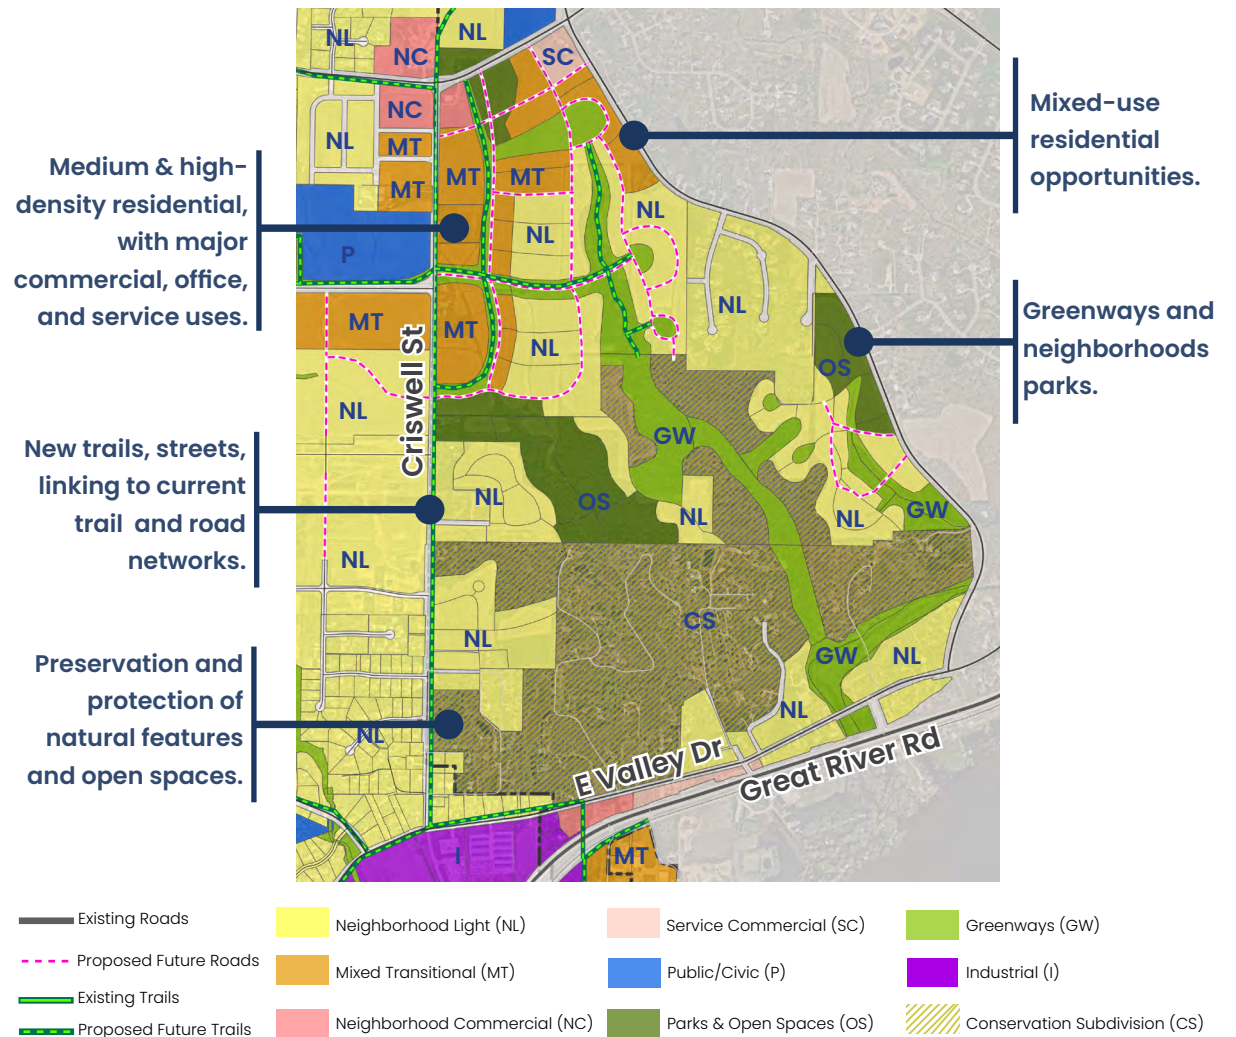 Medium & high-
density residential,
with major
commercial, office,
and service uses.
New trails, streets,
linking to current
trail and road
networks.
Preservation and
protection of
natural features
and open spaces.
NL
NC
NL
SC
NC
NL
MT
MT
MT
MT
P
NL
NL
NL
MT
MT
NL
OS
NL
GW
NL
OS
NL
NL
GW
NL
CS
NL
GW
NL
NL
NL
I
MT
Criswell St
E Valley Dr
Great River Rd
Mixed-use
residential
opportunities.
Greenways and
neighborhoods
parks.
Existing Roads
Proposed Future Roads
Existing Trails
Proposed Future Trails
Neighborhood Light (NL)
Mixed Transitional (MT)
Neighborhood Commercial (NC)
Service Commercial (SC)
Public/Civic (P)
Parks & Open Spaces (OS)
Greenways (GW)
Industrial (I)
Conservation Subdivision (CS)